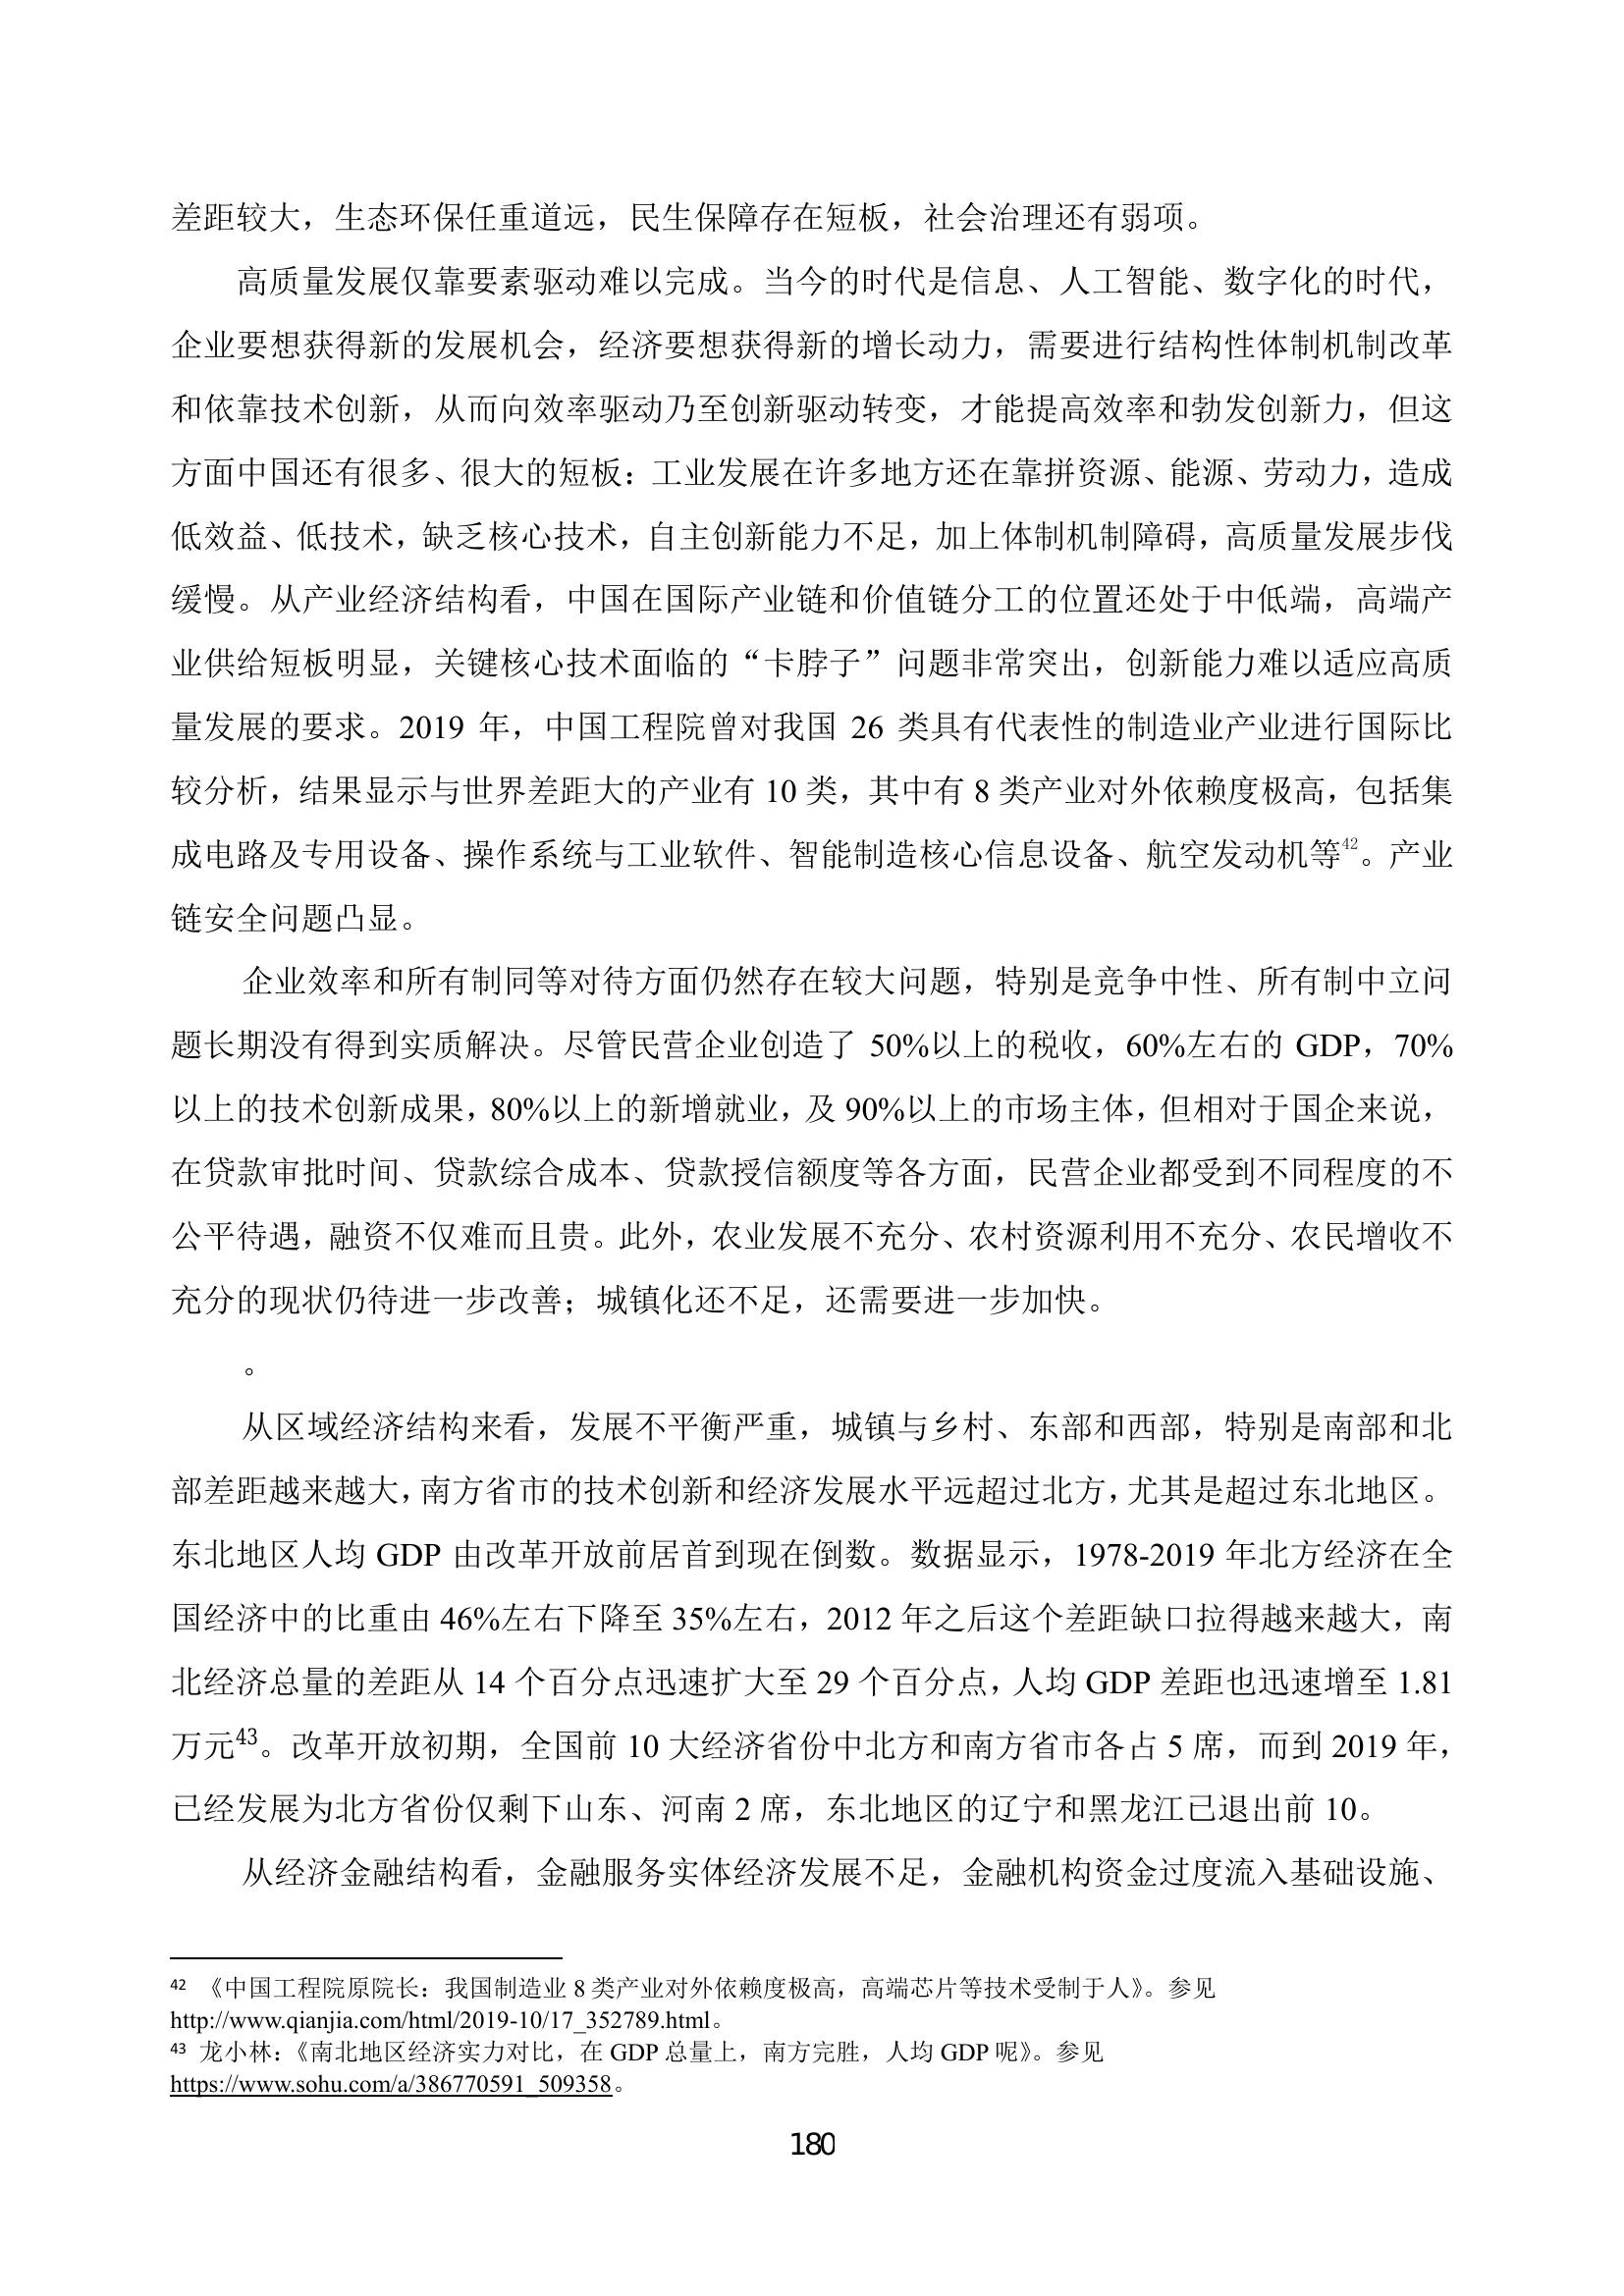 差距较大，生态环保任重道远，民生保障存在短板，社会治理还有弱项。
高质量发展仅靠要素驱动难以完成。当今的时代是信息、人工智能、数字化的时代，
企业要想获得新的发展机会，经济要想获得新的增长动力，需要进行结构性体制机制改革
和依靠技术创新，从而向效率驱动乃至创新驱动转变，才能提高效率和勃发创新力，但这
方面中国还有很多、很大的短板：工业发展在许多地方还在靠拼资源、能源、劳动力，造成
低效益、低技术，缺乏核心技术，自主创新能力不足，加上体制机制障碍，高质量发展步伐
缓慢。从产业经济结构看，中国在国际产业链和价值链分工的位置还处于中低端，高端产
业供给短板明显，关键核心技术面临的“卡脖子”问题非常突出，创新能力难以适应高质
量发展的要求。2019 年，中国工程院曾对我国 26 类具有代表性的制造业产业进行国际比
较分析，结果显示与世界差距大的产业有 10 类，其中有 8 类产业对外依赖度极高，包括集
成电路及专用设备、操作系统与工业软件、智能制造核心信息设备、航空发动机等42。产业
链安全问题凸显。
企业效率和所有制同等对待方面仍然存在较大问题，特别是竞争中性、所有制中立问
题长期没有得到实质解决。尽管民营企业创造了 50%以上的税收，60%左右的 GDP，70%
以上的技术创新成果，80%以上的新增就业，及 90%以上的市场主体，但相对于国企来说，
在贷款审批时间、贷款综合成本、贷款授信额度等各方面，民营企业都受到不同程度的不
公平待遇，融资不仅难而且贵。此外，农业发展不充分、农村资源利用不充分、农民增收不
充分的现状仍待进一步改善；城镇化还不足，还需要进一步加快。
。
从区域经济结构来看，发展不平衡严重，城镇与乡村、东部和西部，特别是南部和北
部差距越来越大，南方省市的技术创新和经济发展水平远超过北方，尤其是超过东北地区。
东北地区人均 GDP 由改革开放前居首到现在倒数。数据显示，1978-2019 年北方经济在全
国经济中的比重由 46%左右下降至 35%左右，2012 年之后这个差距缺口拉得越来越大，南
北经济总量的差距从 14 个百分点迅速扩大至 29 个百分点，人均 GDP 差距也迅速增至 1.81
万元43。改革开放初期，全国前 10 大经济省份中北方和南方省市各占 5 席，而到 2019 年，
已经发展为北方省份仅剩下山东、河南 2 席，东北地区的辽宁和黑龙江已退出前 10。
从经济金融结构看，金融服务实体经济发展不足，金融机构资金过度流入基础设施、
42 《中国工程院原院长：我国制造业 8 类产业对外依赖度极高，高端芯片等技术受制于人》。参见
http://www.qianjia.com/html/2019-10/17_352789.html。
43 龙小林：《南北地区经济实力对比，在 GDP 总量上，南方完胜，人均 GDP 呢》。参见
https://www.sohu.com/a/386770591_509358。
180